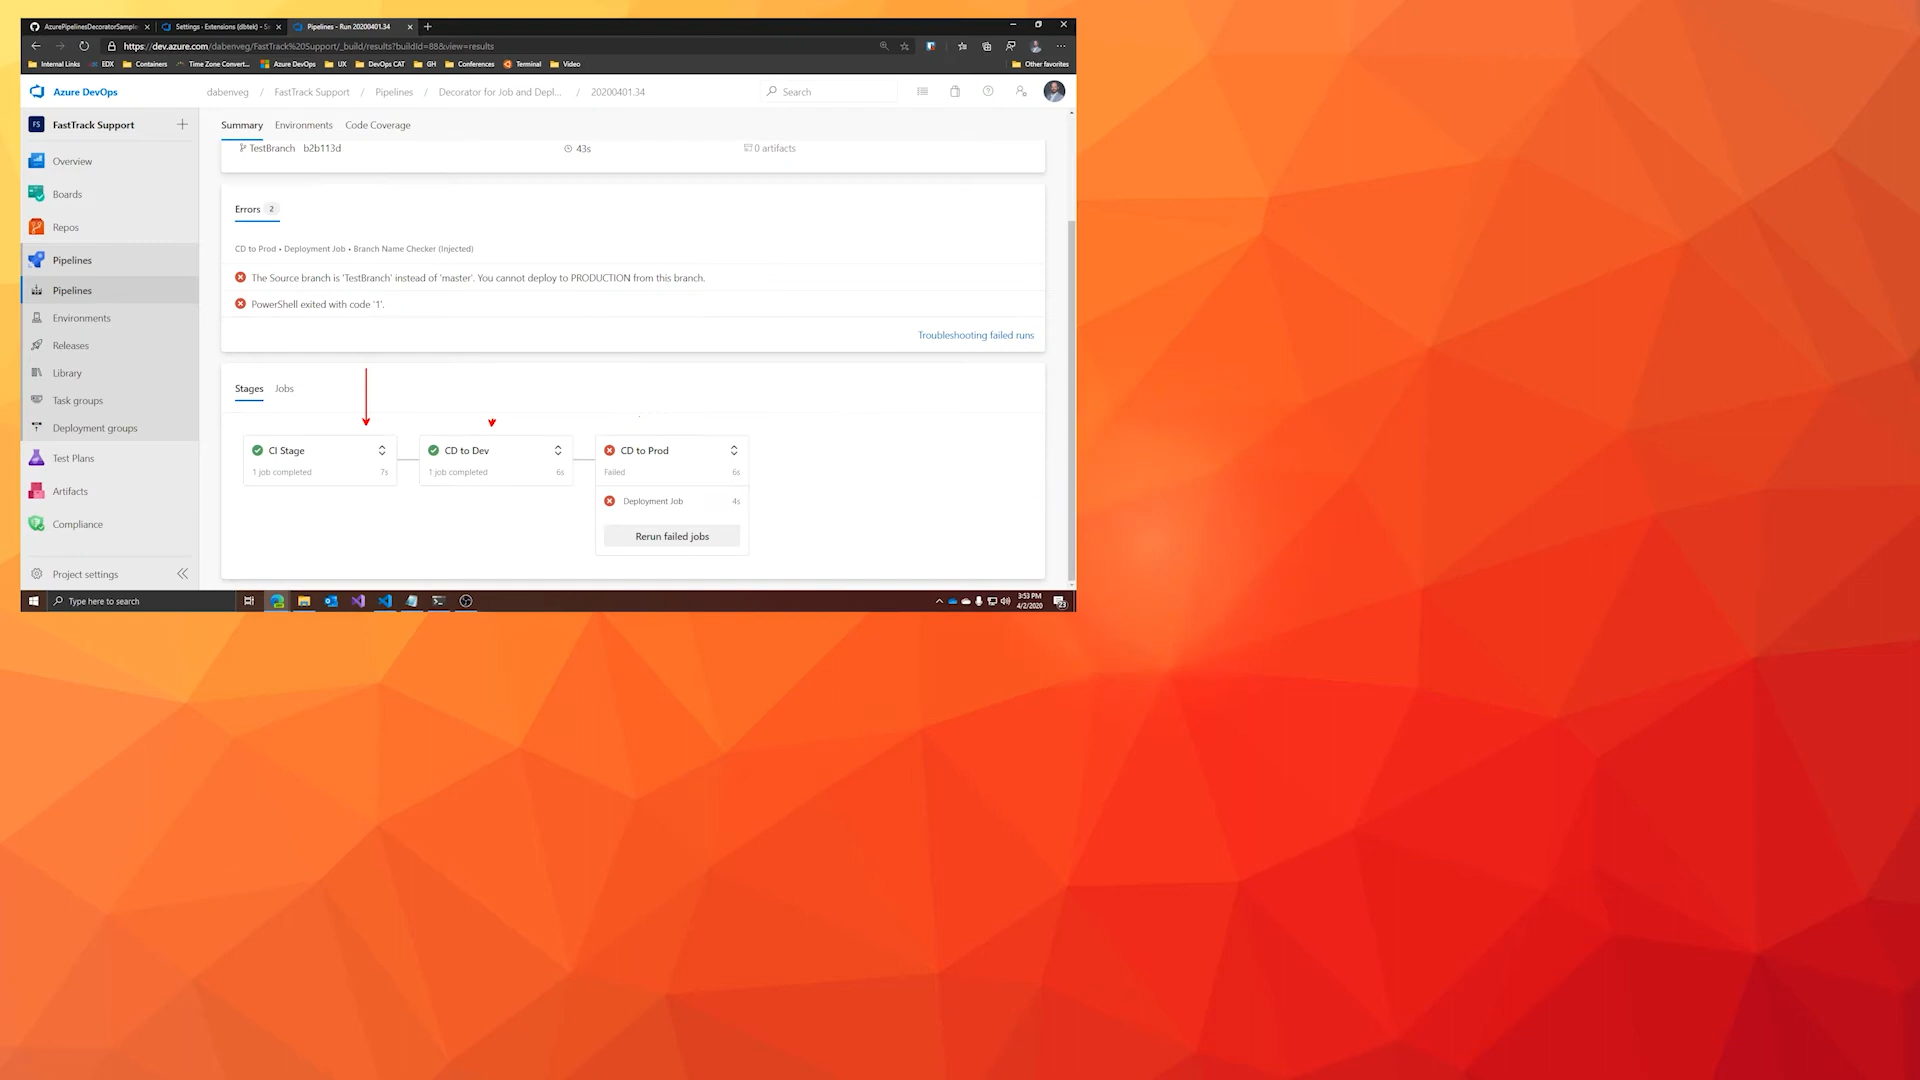 AzurePipelinesDecoratorSample
Settings - Extensions (dbtek) - Se
Pipelines - Run 20200401.34
https://dev.azure.com/dabenveg/FastTrack%20Support/_build/results?buildId=88&view=results
Internal Links
EDX
Containers
Time Zone Convert...
Azure DevOps
UX
DevOps CAT
GH
Conferences
Terminal
Video
Other favorites
Azure DevOps
dabenveg / FastTrack Support / Pipelines / Decorator for Job and Depl... / 20200401.34
Search
FS FastTrack Support
Overview
Boards
Repos
Pipelines
Pipelines
Environments
Releases
Library
Task groups
Deployment groups
Test Plans
Artifacts
Compliance
Project settings
Summary Environments Code Coverage
TestBranch b2b113d 43s 0 artifacts
Errors 2
CD to Prod • Deployment Job • Branch Name Checker (Injected)
The Source branch is 'TestBranch' instead of 'master'. You cannot deploy to PRODUCTION from this branch.
PowerShell exited with code '1'.
Troubleshooting failed runs
Stages Jobs
CI Stage
1 job completed 7s
CD to Dev
1 job completed 6s
CD to Prod
Failed 6s
Deployment Job 4s
Rerun failed jobs
Type here to search
3:53 PM
4/2/2020
23